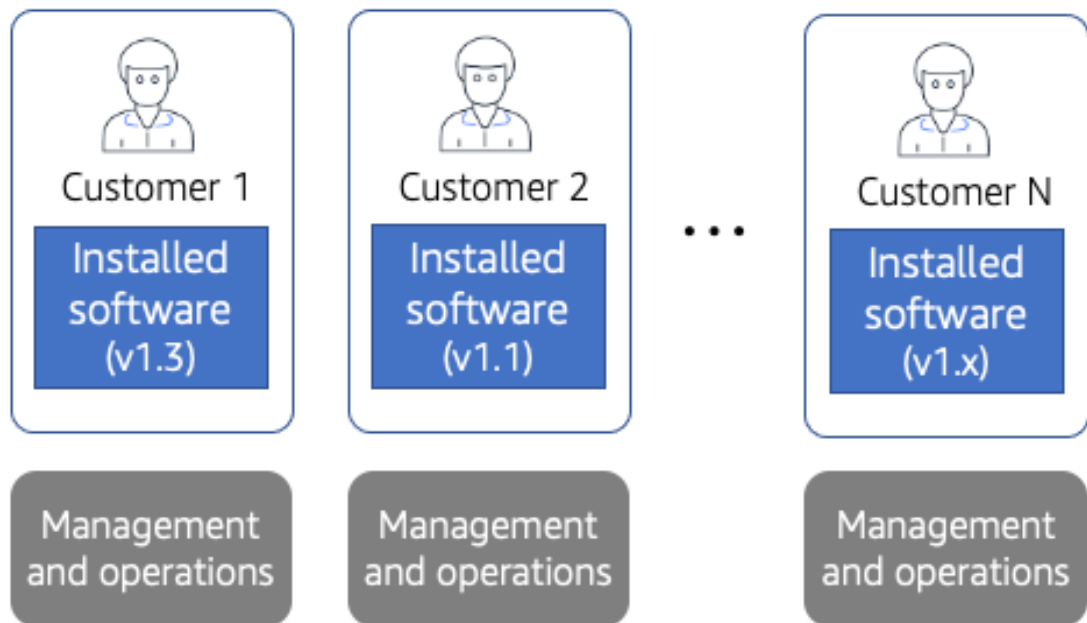 Customer 1
Installed
software
(v1.3)
Management
and operations
Customer 2
Installed
software
(v1.1)
Management
and operations
...
Customer N
Installed
software
(v1.x)
Management
and operations